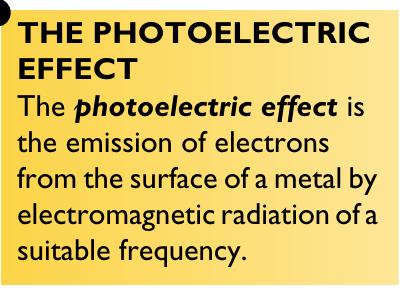 THE PHOTOELECTRIC
EFFECT
The photoelectric effect is
the emission of electrons
from the surface of a metal by
electromagnetic radiation of a
suitable frequency.